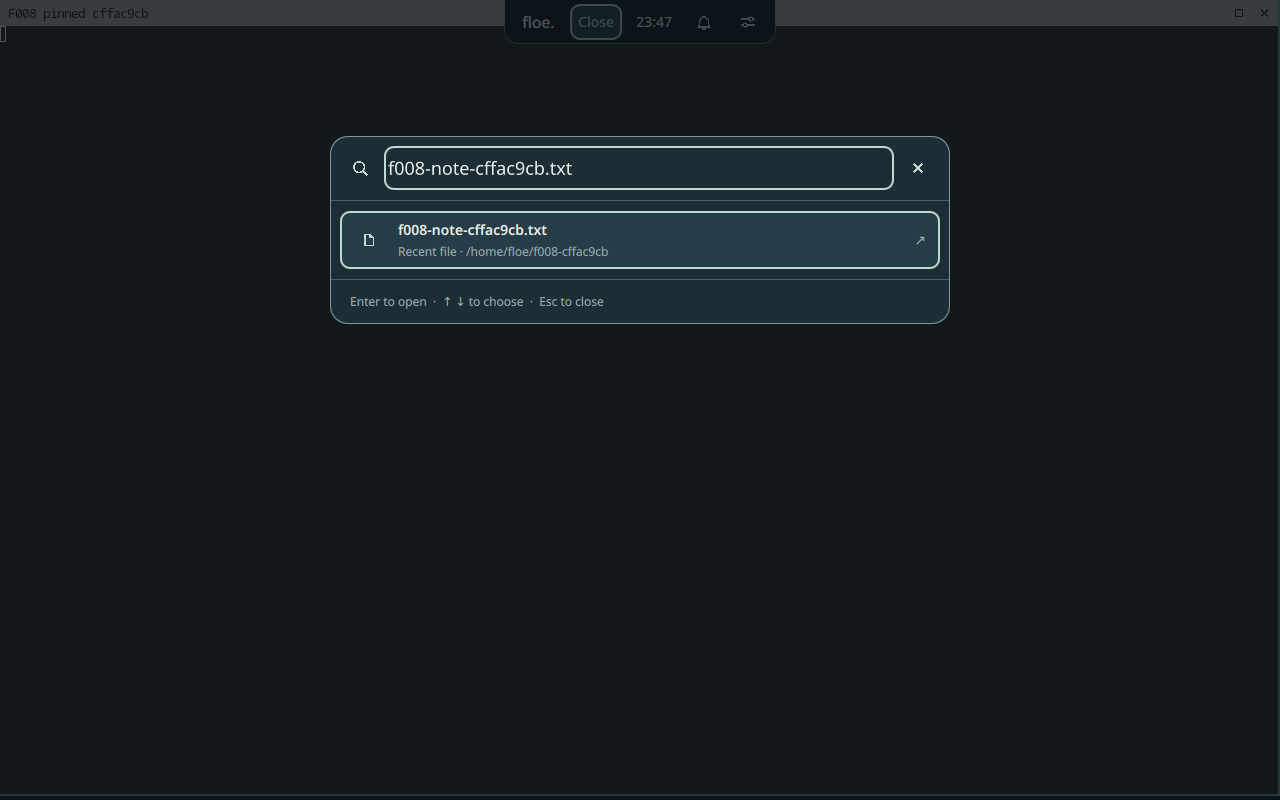 F008 pinned cffac9cb
floe. Close 23:47
f008-note-cffac9cb.txt
f008-note-cffac9cb.txt
Recent file · /home/floe/f008-cffac9cb
Enter to open · ↑ ↓ to choose · Esc to close